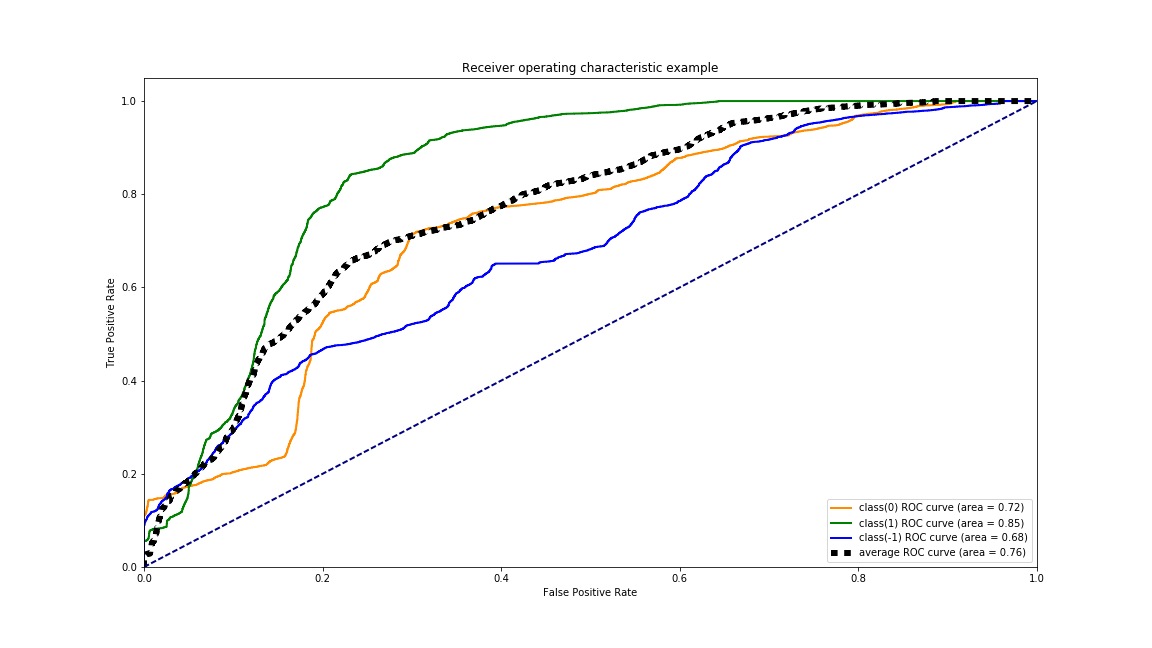 Receiver operating characteristic example
True Positive Rate
1.0
0.8
0.6
0.4
0.2
0.0
class(0) ROC curve (area = 0.72)
class(1) ROC curve (area = 0.85)
class(-1) ROC curve (area = 0.68)
average ROC curve (area = 0.76)
0.0 0.2 0.4 0.6 0.8 1.0
False Positive Rate